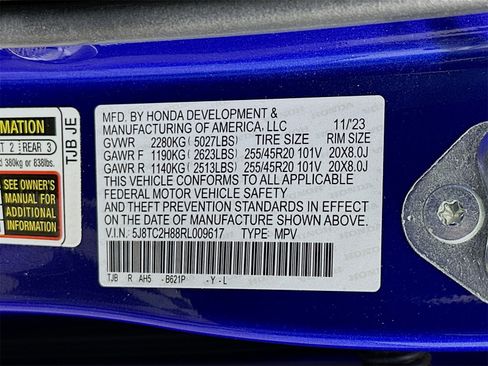 MATION
T 2 REAR 3
d 380kg or 838lbs.
SEE OWNER'S
MANUAL FOR
ADDITIONAL
INFORMATION
TJB JE
MFD. BY HONDA DEVELOPMENT &
MANUFACTURING OF AMERICA, LLC 11/23
GVWR 2280KG(5027LBS) TIRE SIZE RIM SIZE
GAWR F 1190KG(2623LBS) 255/45R20 101V 20X8.0J
GAWR R 1140KG(2513LBS) 255/45R20 101V 20X8.0J
THIS VEHICLE CONFORMS TO ALL APPLICABLE
FEDERAL MOTOR VEHICLE SAFETY
AND THEFT PREVENTION STANDARDS IN EFFECT
ON THE DATE OF MANUFACTURE SHOWN ABOVE.
V.I.N. 5J8TC2H88RL009617 TYPE: MPV
TJB R AH5 -B621P -Y-L